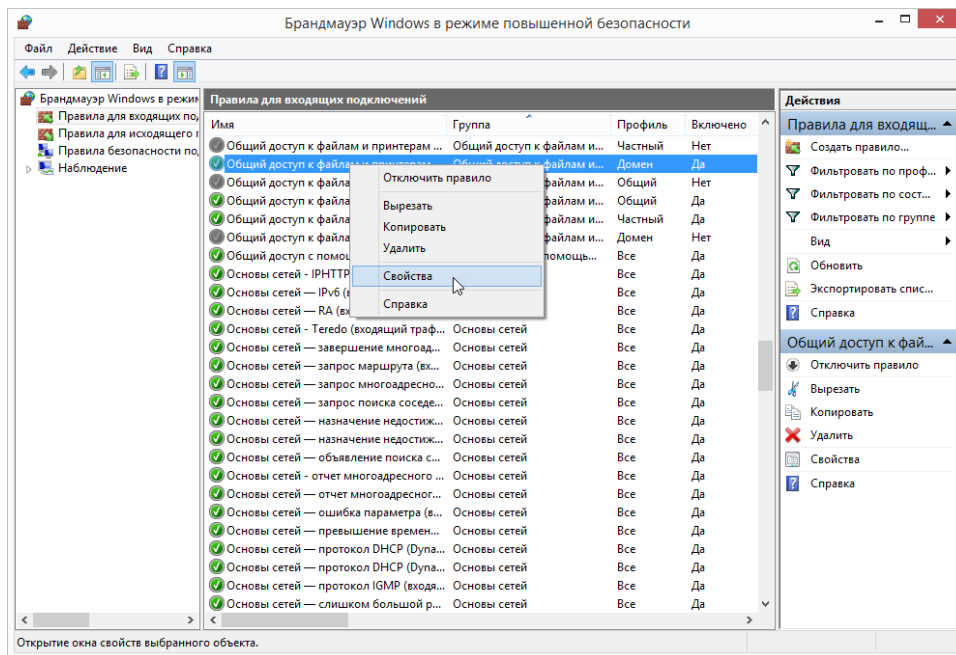 Брандмауэр Windows в режиме повышенной безопасности
Файл Действие Вид Справка
Брандмауэр Windows в режим
Правила для входящих по
Правила для исходящего
Правила безопасности по
Наблюдение
Правила для входящих подключений
Имя Группа Профиль Включено
Общий доступ к файлам и принтерам ... Общий доступ к файлам и... Частный Нет
Общий доступ к файлам и принтерам Общий доступ к файлам и... Домен Да
Общий доступ к файла файлам и... Общий Нет
Общий доступ к файла файлам и... Общий Да
Общий доступ к файла файлам и... Частный Да
Общий доступ к файла файлам и... Домен Нет
Общий доступ с помощ помощь... Все Да
Основы сетей - IPHTTP Все Да
Основы сетей — IPv6 ( Все Да
Основы сетей — RA (вх Все Да
Основы сетей - Teredo (входящий траф... Основы сетей Все Да
Основы сетей — завершение многоад... Основы сетей Все Да
Основы сетей — запрос маршрута (вх... Основы сетей Все Да
Основы сетей — запрос многоадресно... Основы сетей Все Да
Основы сетей — запрос поиска соседе... Основы сетей Все Да
Основы сетей — назначение недостиж... Основы сетей Все Да
Основы сетей — назначение недостиж... Основы сетей Все Да
Основы сетей — объявление поиска с... Основы сетей Все Да
Основы сетей - отчет многоадресного ... Основы сетей Все Да
Основы сетей — отчет многоадресног... Основы сетей Все Да
Основы сетей — ошибка параметра (в... Основы сетей Все Да
Основы сетей — превышение времен... Основы сетей Все Да
Основы сетей — протокол DHCP (Dyna... Основы сетей Все Да
Основы сетей — протокол DHCP (Dyna... Основы сетей Все Да
Основы сетей — протокол IGMP (входя... Основы сетей Все Да
Основы сетей — слишком большой р... Основы сетей Все Да
Отключить правило
Вырезать
Копировать
Удалить
Свойства
Справка
Действия
Правила для входящ...
Создать правило...
Фильтровать по проф...
Фильтровать по сост...
Фильтровать по группе
Вид
Обновить
Экспортировать спис...
Справка
Общий доступ к фай...
Отключить правило
Вырезать
Копировать
Удалить
Свойства
Справка
Открытие окна свойств выбранного объекта.